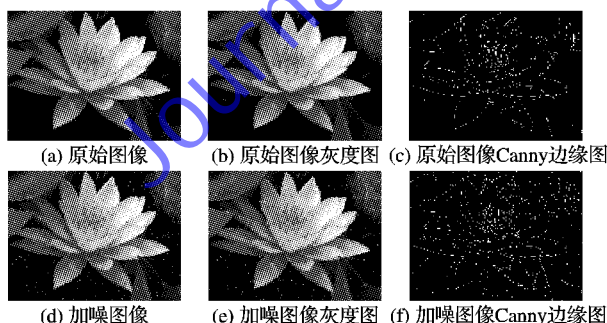 (a) 原始图像 (b) 原始图像灰度图 (c) 原始图像Canny边缘图
(d) 加噪图像 (e) 加噪图像灰度图 (f) 加噪图像Canny边缘图
Journa